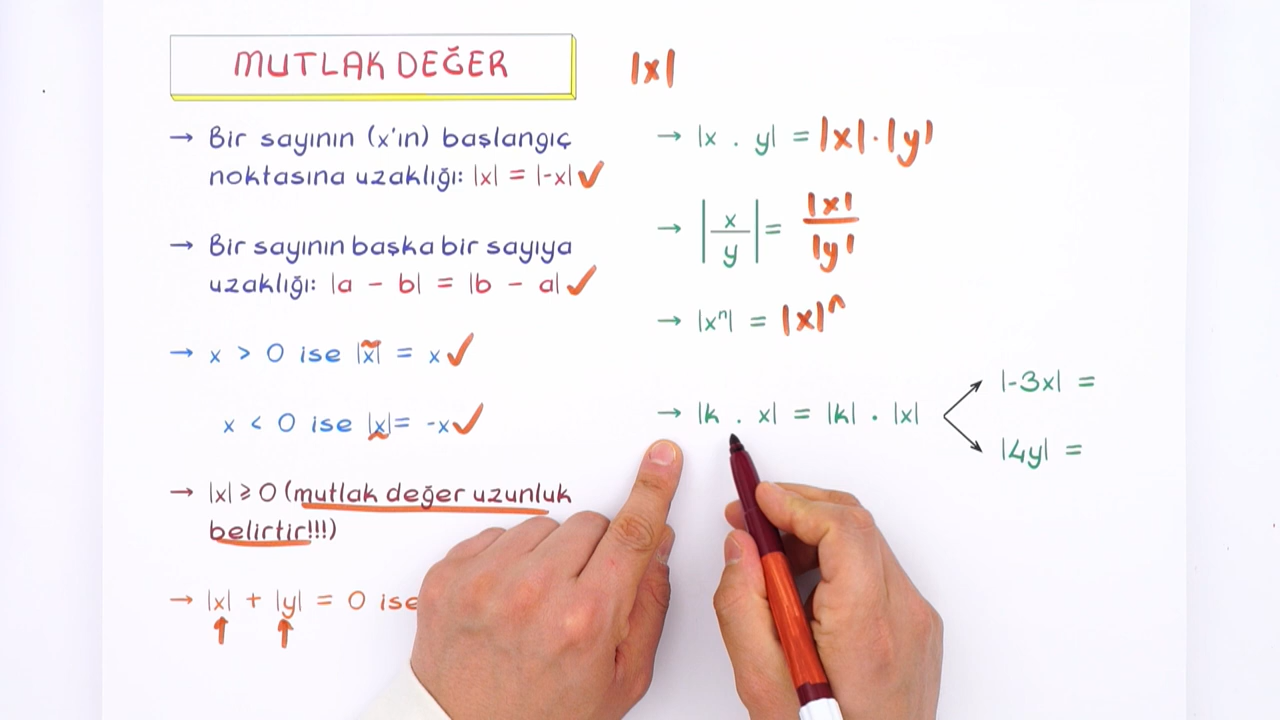 MUTLAK DEĞER
→ Bir sayının (x'in) başlangıç
noktasına uzaklığı: |x| = |-x| ✓
→ Bir sayının başka bir sayıya
uzaklığı: |a - b| = |b - a| ✓
→ x > 0 ise |x| = x ✓
x < 0 ise |x| = -x ✓
→ |x| ≥ 0 (mutlak değer uzunluk
belirtir!!!)
→ |x| + |y| = 0 ise
|x|
→ |x . y| = |x|·|y|
→ |x/y| = |x|/|y|
→ |xⁿ| = |x|ⁿ
→ |k . x| = |k| . |x|
|-3x| =
|4y| =